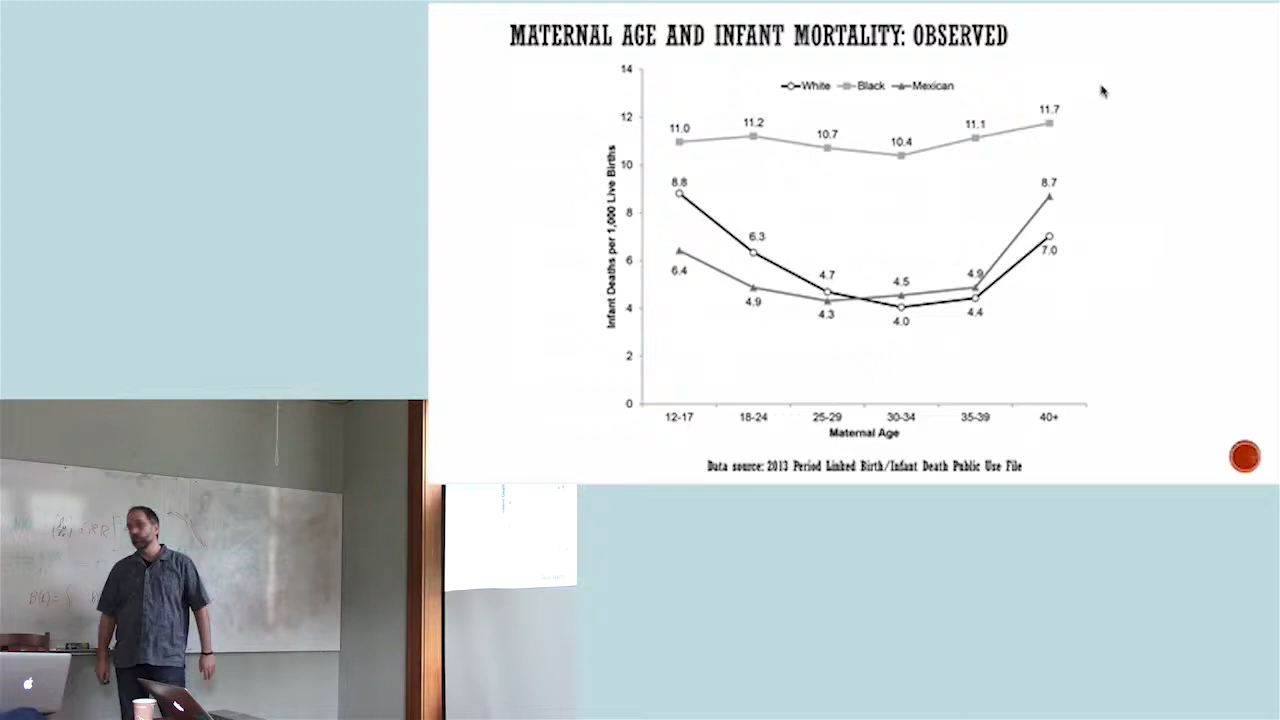 MATERNAL AGE AND INFANT MORTALITY: OBSERVED
White Black Mexican
Infant Deaths per 1,000 Live Births
14
12
10
8
6
4
2
0
11.0 11.2 10.7 10.4 11.1 11.7
8.8 6.3 4.7 4.0 4.4 7.0
6.4 4.9 4.3 4.5 4.9 8.7
12-17 18-24 25-29 30-34 35-39 40+
Maternal Age
Data source: 2013 Period Linked Birth/Infant Death Public Use File